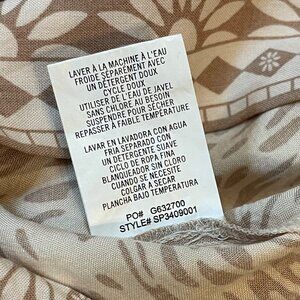 LAVER À LA MACHINE À L'EAU
FROIDE SÉPARÉMENT AVEC
UN DÉTERGENT DOUX
CYCLE DOUX
UTILISER DE L'EAU DE JAVEL
SANS CHLORE AU BESOIN
SUSPENDRE POUR SÉCHER
REPASSER À FAIBLE TEMPÉRATURE
LAVAR EN LAVADORA CON AGUA
FRIA SEPARADO CON
UN DETERGENTE SUAVE
CICLO DE ROPA FINA
BLANQUEADOR SIN CLORO
CUANDO SE NECESITE
COLGAR A SECAR
PLANCHA BAJO TEMPERATURA
PO# G632700
STYLE# SP3409001